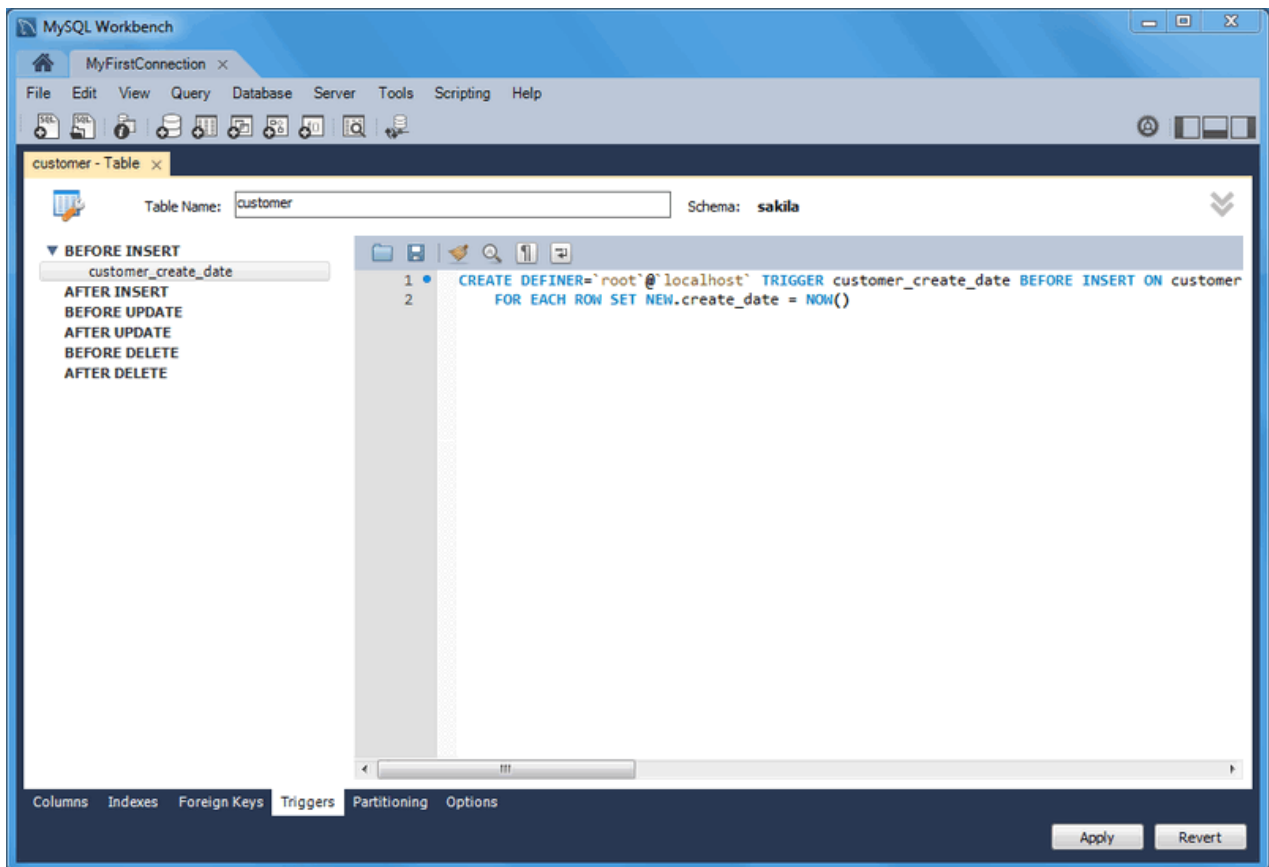 MySQL Workbench
MyFirstConnection
File Edit View Query Database Server Tools Scripting Help
customer - Table
Table Name: customer Schema: sakila
BEFORE INSERT
customer_create_date
AFTER INSERT
BEFORE UPDATE
AFTER UPDATE
BEFORE DELETE
AFTER DELETE
1 CREATE DEFINER=`root`@`localhost` TRIGGER customer_create_date BEFORE INSERT ON customer
2 FOR EACH ROW SET NEW.create_date = NOW()
Columns Indexes Foreign Keys Triggers Partitioning Options
Apply Revert